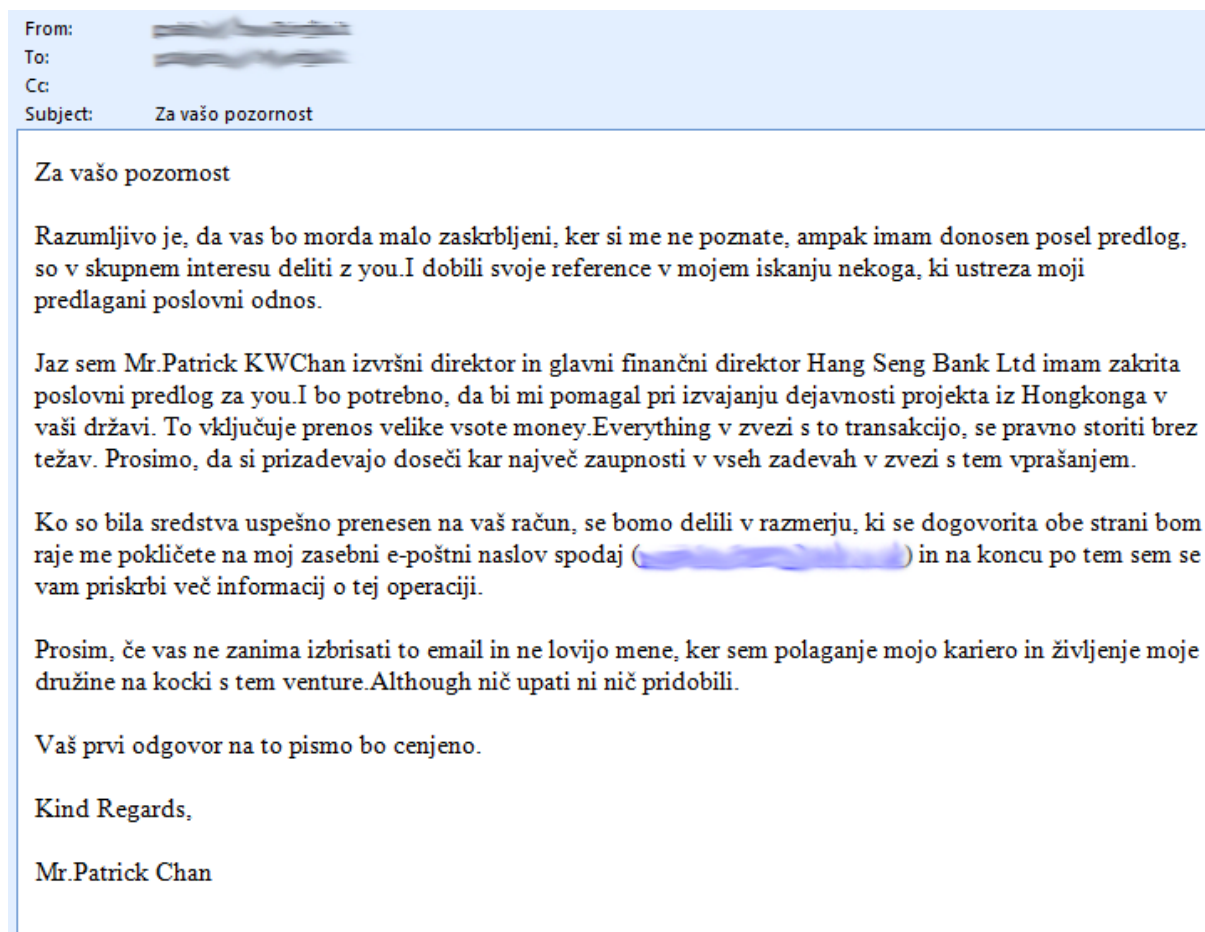 From:
To:
Cc:
Subject: Za vašo pozornost
Za vašo pozornost
Razumljivo je, da vas bo morda malo zaskrbljeni, ker si me ne poznate, ampak imam donosen posel predlog,
so v skupnem interesu deliti z you.I dobili svoje reference v mojem iskanju nekoga, ki ustreza moji
predlagani poslovni odnos.
Jaz sem Mr.Patrick KWChan izvršni direktor in glavni finančni direktor Hang Seng Bank Ltd imam zakrita
poslovni predlog za you.I bo potrebno, da bi mi pomagal pri izvajanju dejavnosti projekta iz Hongkonga v
vaši državi. To vključuje prenos velike vsote money.Everything v zvezi s to transakcijo, se pravno storiti brez
težav. Prosimo, da si prizadevajo doseči kar največ zaupnosti v vseh zadevah v zvezi s tem vprašanjem.
Ko so bila sredstva uspešno prenesen na vaš račun, se bomo delili v razmerju, ki se dogovorita obe strani bom
raje me pokličete na moj zasebni e-poštni naslov spodaj ( ) in na koncu po tem sem se
vam priskrbi več informacij o tej operaciji.
Prosim, če vas ne zanima izbrisati to email in ne lovijo mene, ker sem polaganje mojo kariero in življenje moje
družine na kocki s tem venture.Although nič upati ni nič pridobili.
Vaš prvi odgovor na to pismo bo cenjeno.
Kind Regards,
Mr.Patrick Chan